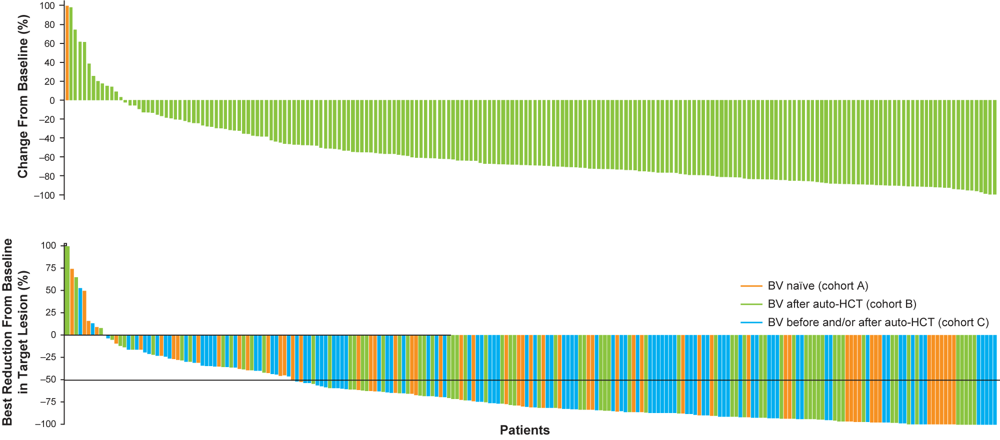 Change From Baseline (%)
100
80
60
40
20
0
–20
–40
–60
–80
–100
Best Reduction From Baseline
in Target Lesion (%)
100
75
50
25
0
–25
–50
–75
–100
BV naïve (cohort A)
BV after auto-HCT (cohort B)
BV before and/or after auto-HCT (cohort C)
Patients